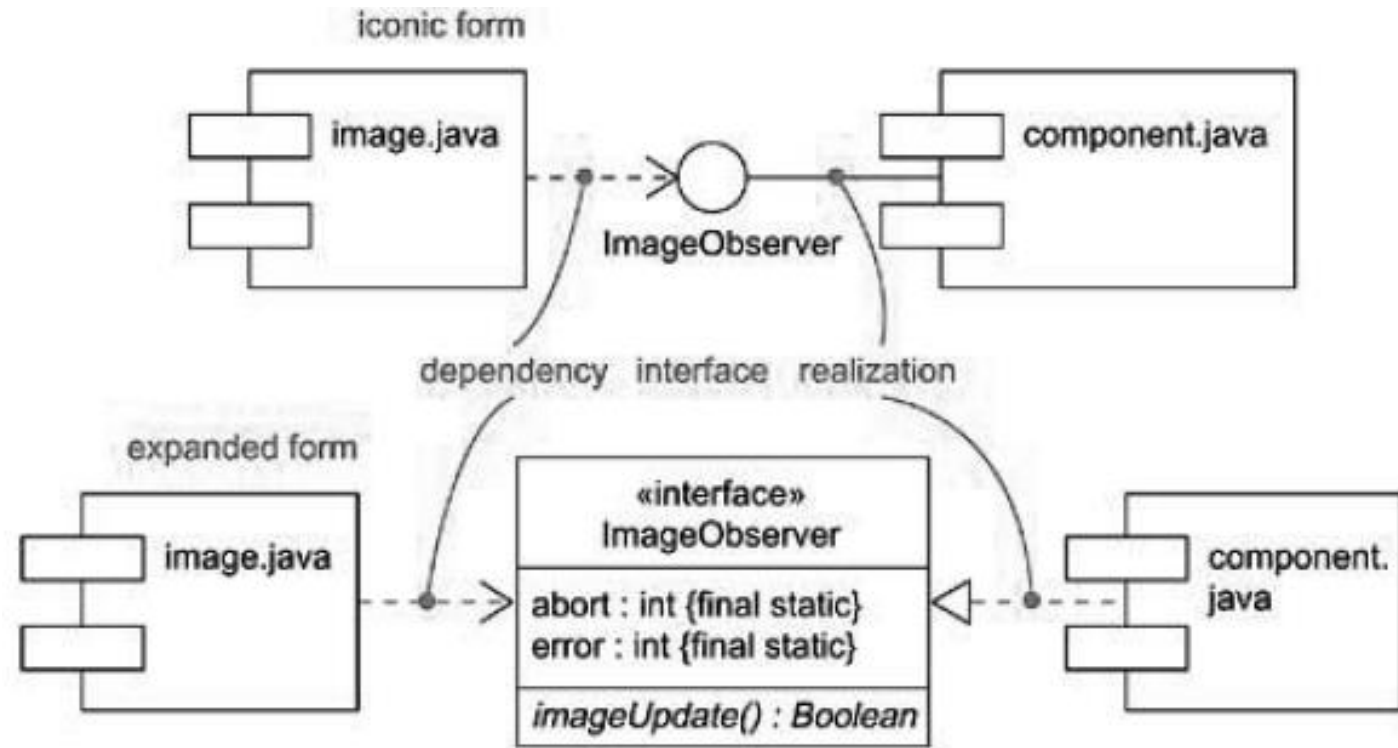 iconic form
image.java
component.java
ImageObserver
dependency interface realization
expanded form
image.java
«interface»
ImageObserver
abort : int {final static}
error : int {final static}
imageUpdate() : Boolean
component.
java